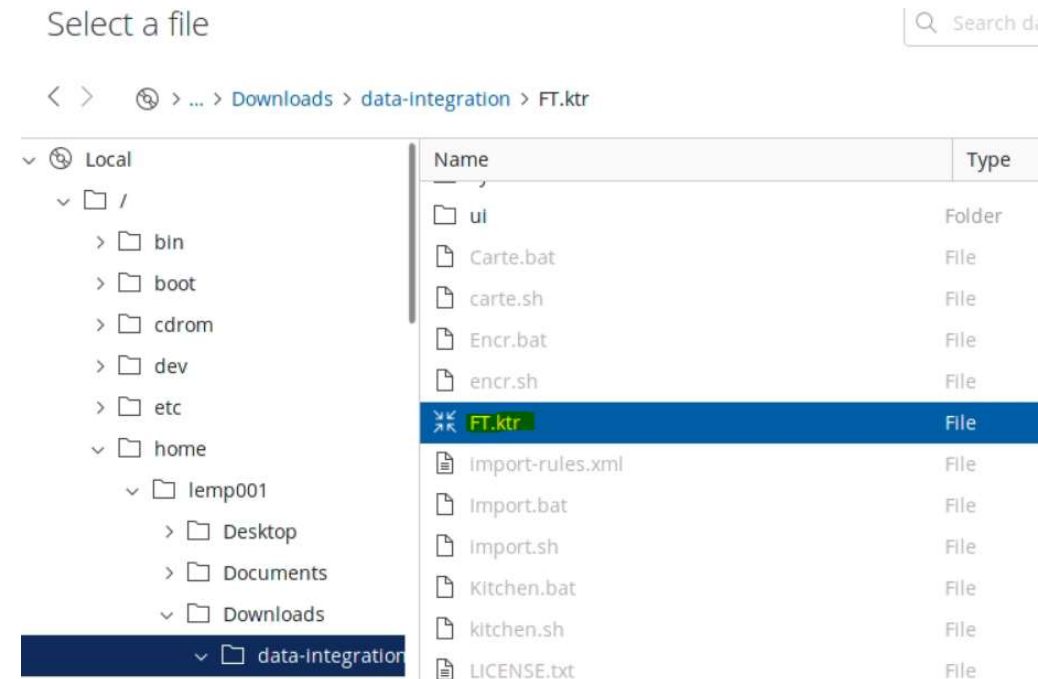 Select a file
Search da
> ... > Downloads > data-integration > FT.ktr
Local
Name Type
/
ui Folder
bin
Carte.bat File
boot
carte.sh File
cdrom
Encr.bat File
dev
encr.sh File
etc
FT.ktr File
home
import-rules.xml File
lemp001
Import.bat File
Desktop
import.sh File
Documents
Kitchen.bat File
Downloads
kitchen.sh File
data-integration
LICENSE.txt File